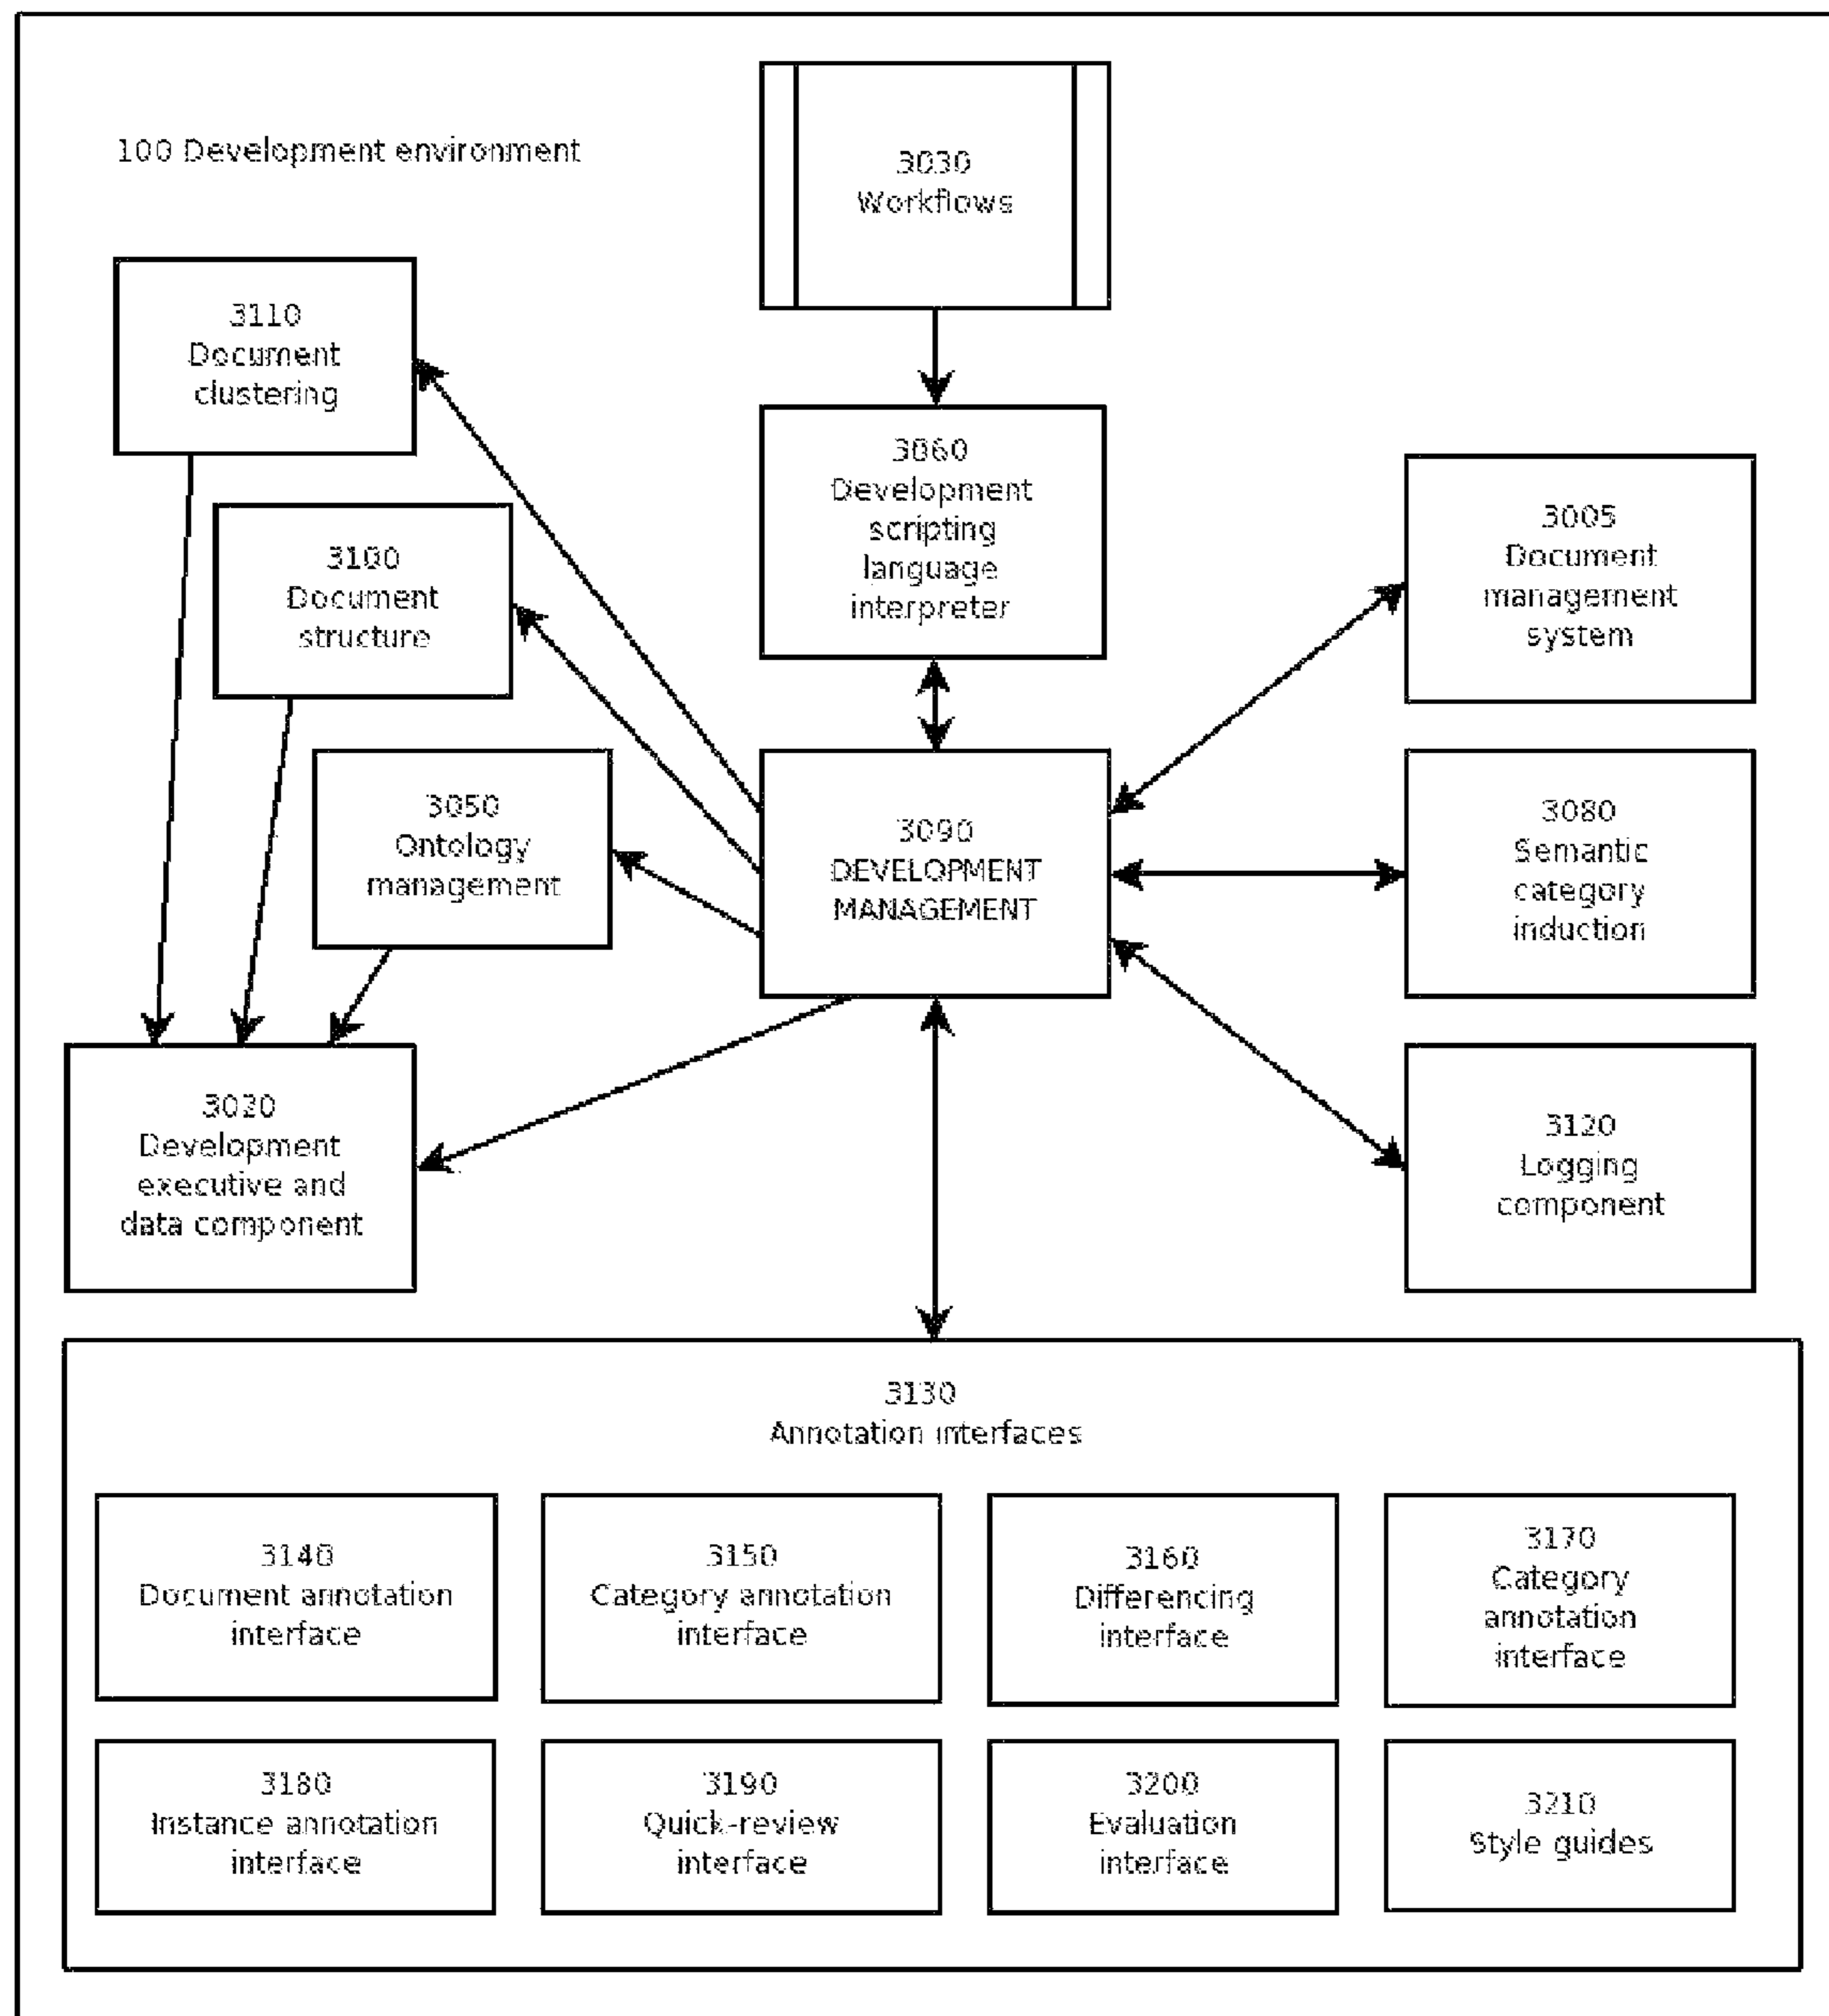 100 Development environment
3030
Workflows
3110
Document
clustering
3060
Development
scripting
language
interpreter
3005
Document
management
system
3100
Document
structure
3050
Ontology
management
3090
DEVELOPMENT
MANAGEMENT
3080
Semantic
category
induction
3020
Development
executive and
data component
3120
Logging
component
3130
Annotation interfaces
3140
Document annotation
interface
3150
Category annotation
interface
3160
Differencing
interface
3170
Category
annotation
interface
3180
Instance annotation
interface
3190
Quick-review
interface
3200
Evaluation
interface
3210
Style guides